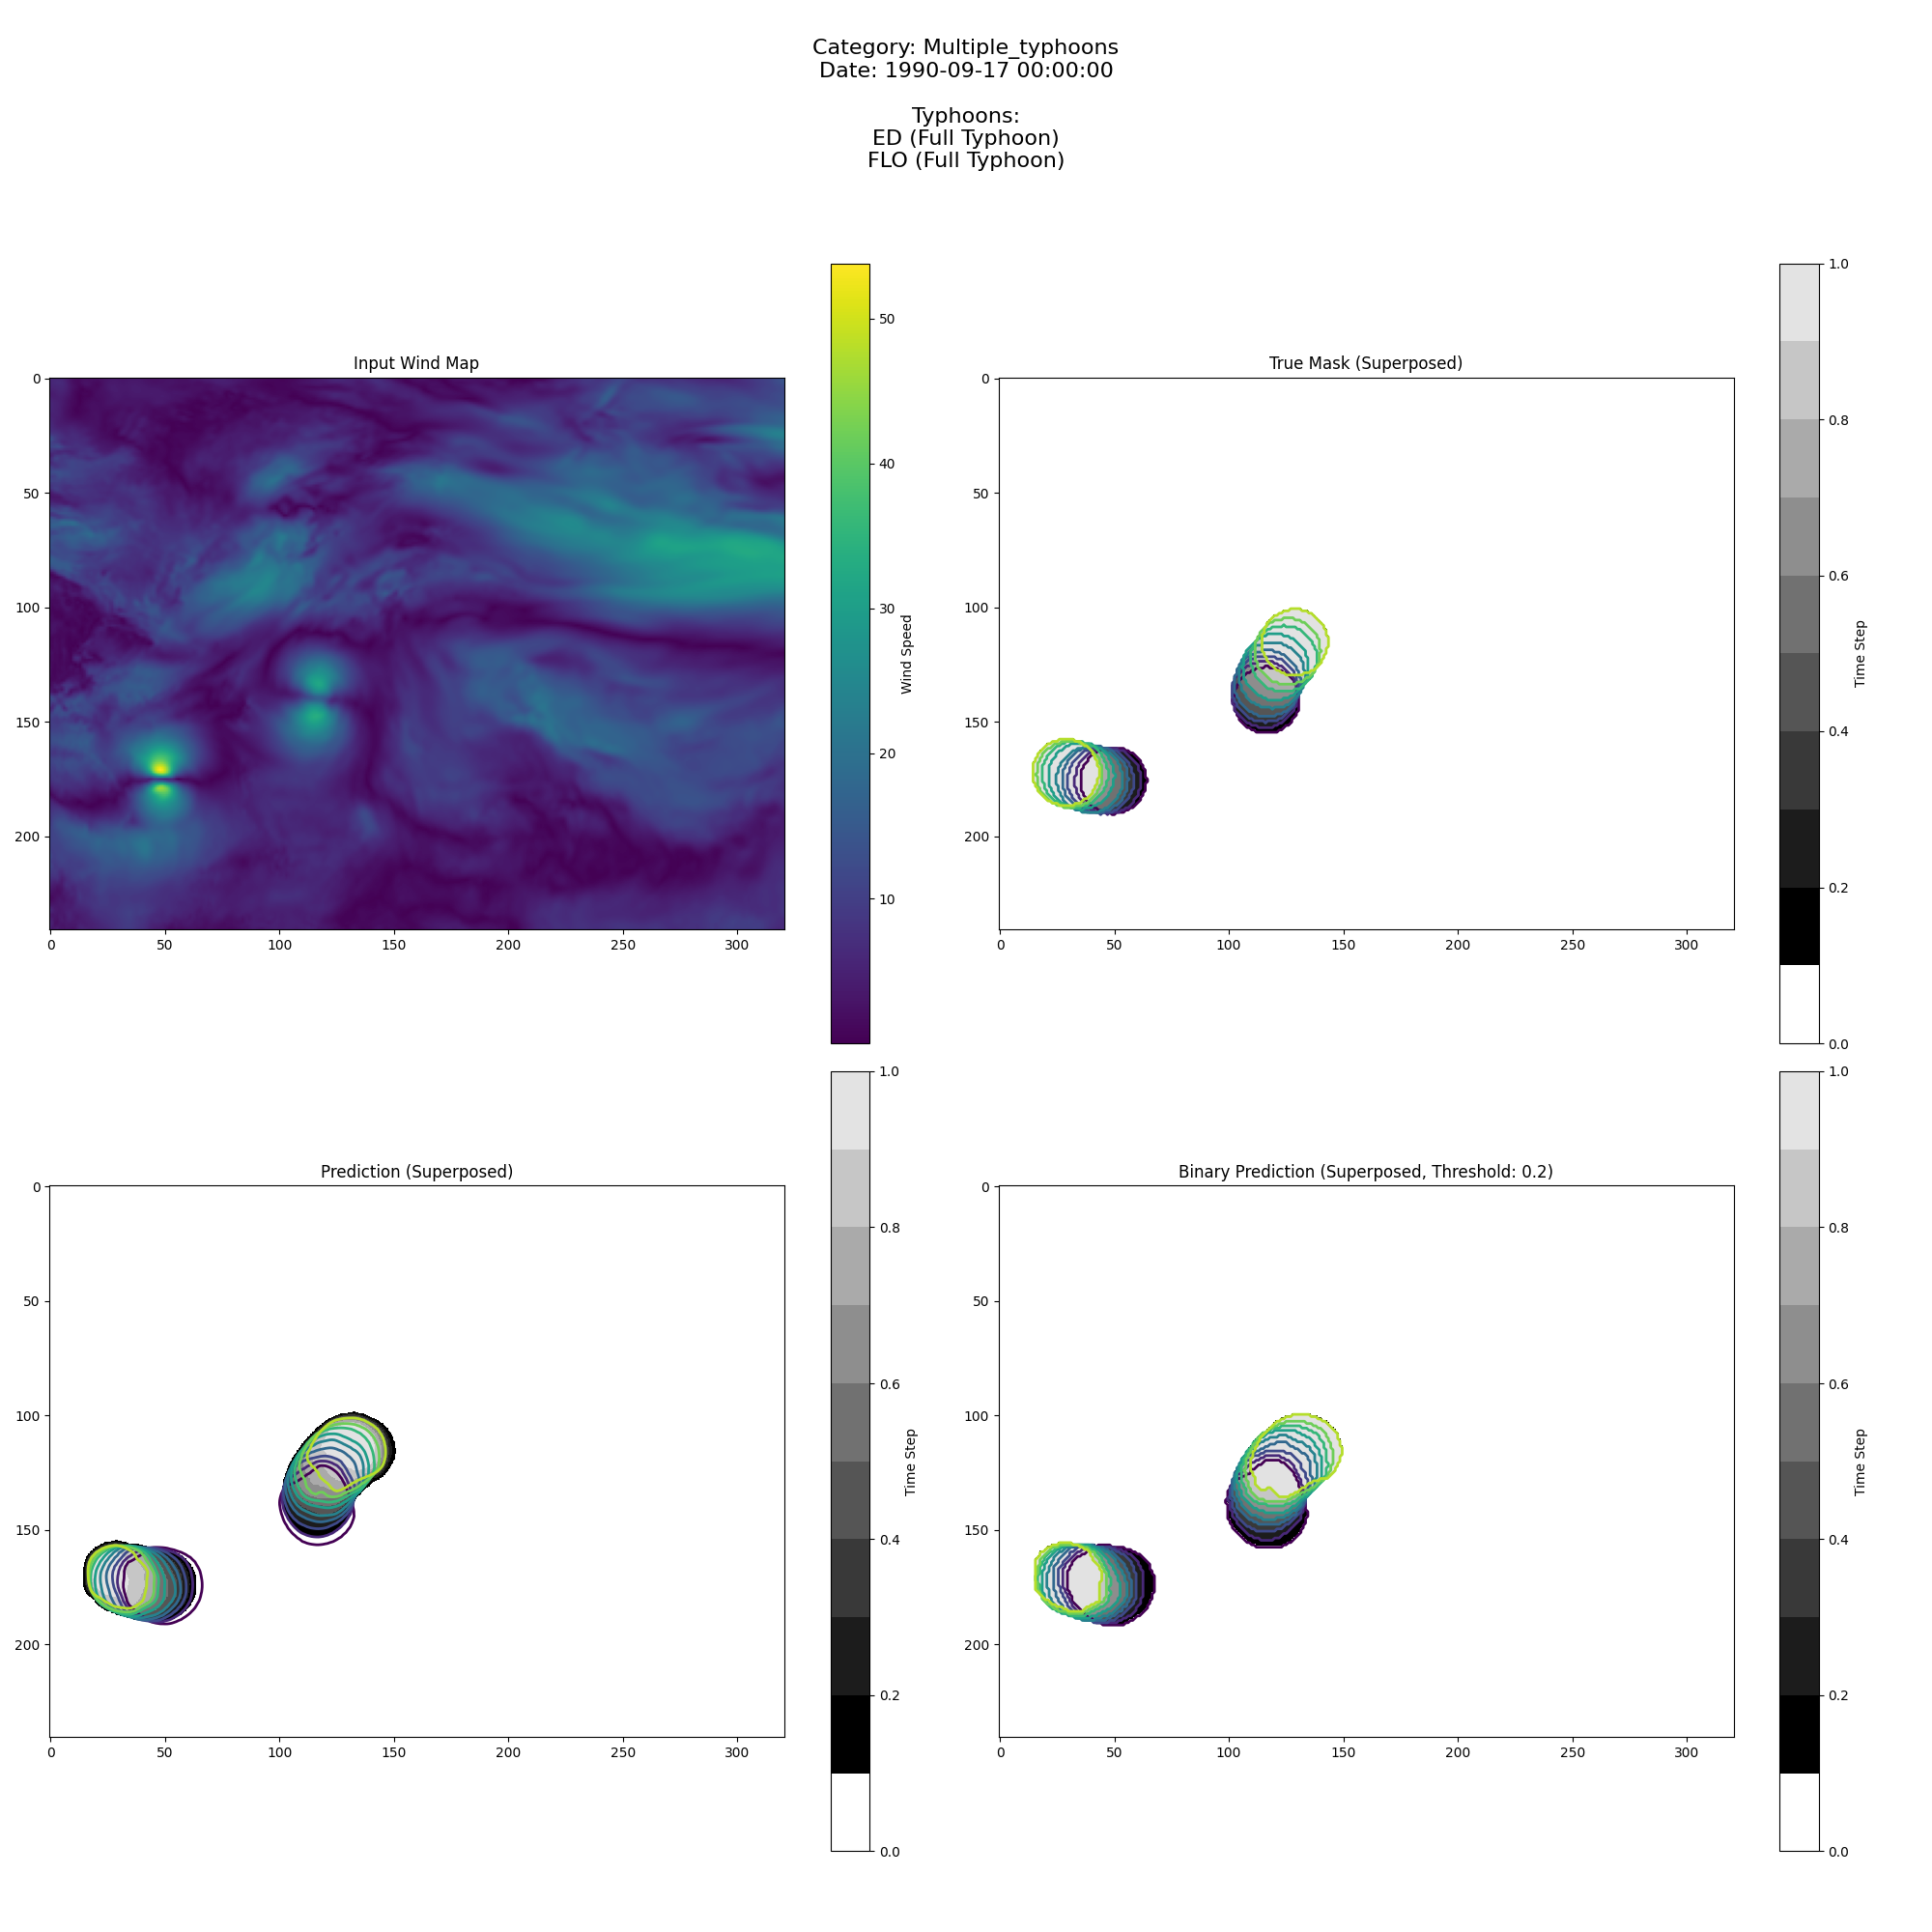 Category: Multiple_typhoons
Date: 1990-09-17 00:00:00
Typhoons:
ED (Full Typhoon)
FLO (Full Typhoon)
Input Wind Map
0
50
100
150
200
0 50 100 150 200 250 300
50
40
30
20
10
Wind Speed
True Mask (Superposed)
0
50
100
150
200
0 50 100 150 200 250 300
1.0
0.8
0.6
0.4
0.2
0.0
Time Step
Prediction (Superposed)
0
50
100
150
200
0 50 100 150 200 250 300
1.0
0.8
0.6
0.4
0.2
0.0
Time Step
Binary Prediction (Superposed, Threshold: 0.2)
0
50
100
150
200
0 50 100 150 200 250 300
1.0
0.8
0.6
0.4
0.2
0.0
Time Step